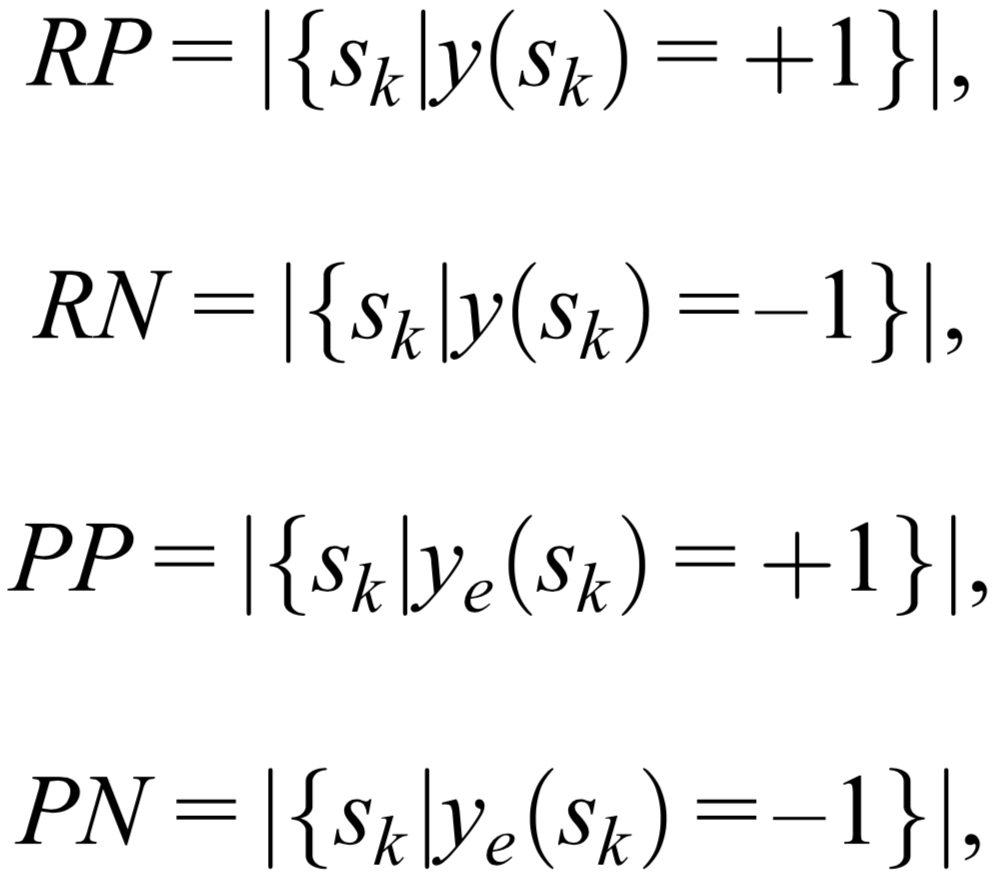 RP = |{s_k|y(s_k) = +1}|,
RN = |{s_k|y(s_k) = −1}|,
PP = |{s_k|y_e(s_k) = +1}|,
PN = |{s_k|y_e(s_k) = −1}|,